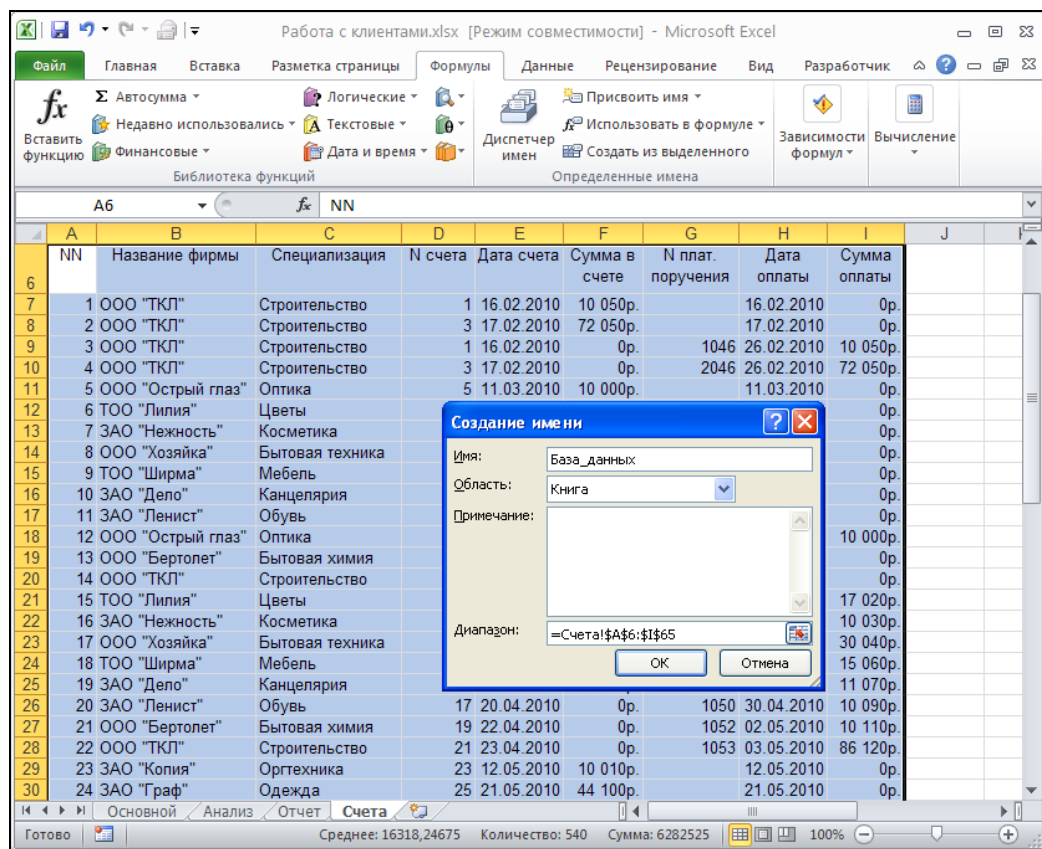 Работа с клиентами.xlsx [Режим совместимости] - Microsoft Excel
Файл Главная Вставка Разметка страницы Формулы Данные Рецензирование Вид Разработчик
Вставить функцию
Σ Автосумма
Недавно использовались
Финансовые
Логические
Текстовые
Дата и время
Библиотека функций
Диспетчер имен
Присвоить имя
Использовать в формуле
Создать из выделенного
Определенные имена
Зависимости формул
Вычисление
A6 fx NN
A B C D E F G H I J
6 NN Название фирмы Специализация N счета Дата счета Сумма в счете N плат. поручения Дата оплаты Сумма оплаты
7 1 ООО "ТКЛ" Строительство 1 16.02.2010 10 050р. 16.02.2010 0р.
8 2 ООО "ТКЛ" Строительство 3 17.02.2010 72 050р. 17.02.2010 0р.
9 3 ООО "ТКЛ" Строительство 1 16.02.2010 0р. 1046 26.02.2010 10 050р.
10 4 ООО "ТКЛ" Строительство 3 17.02.2010 0р. 2046 26.02.2010 72 050р.
11 5 ООО "Острый глаз" Оптика 5 11.03.2010 10 000р. 11.03.2010 0р.
12 6 ТОО "Лилия" Цветы 0р.
13 7 ЗАО "Нежность" Косметика 0р.
14 8 ООО "Хозяйка" Бытовая техника 0р.
15 9 ТОО "Ширма" Мебель 0р.
16 10 ЗАО "Дело" Канцелярия 0р.
17 11 ЗАО "Ленист" Обувь 0р.
18 12 ООО "Острый глаз" Оптика 10 000р.
19 13 ООО "Бертолет" Бытовая химия 0р.
20 14 ООО "ТКЛ" Строительство 0р.
21 15 ТОО "Лилия" Цветы 17 020р.
22 16 ЗАО "Нежность" Косметика 10 030р.
23 17 ООО "Хозяйка" Бытовая техника 30 040р.
24 18 ТОО "Ширма" Мебель 15 060р.
25 19 ЗАО "Дело" Канцелярия 11 070р.
26 20 ЗАО "Ленист" Обувь 17 20.04.2010 0р. 1050 30.04.2010 10 090р.
27 21 ООО "Бертолет" Бытовая химия 19 22.04.2010 0р. 1052 02.05.2010 10 110р.
28 22 ООО "ТКЛ" Строительство 21 23.04.2010 0р. 1053 03.05.2010 86 120р.
29 23 ЗАО "Копия" Оргтехника 23 12.05.2010 10 010р. 12.05.2010 0р.
30 24 ЗАО "Граф" Одежда 25 21.05.2010 44 100р. 21.05.2010 0р.
Создание имени
Имя: База_данных
Область: Книга
Примечание:
Диапазон: =Счета!$A$6:$I$65
ОК Отмена
Основной Анализ Отчет Счета
Готово Среднее: 16318,24675 Количество: 540 Сумма: 6282525 100%